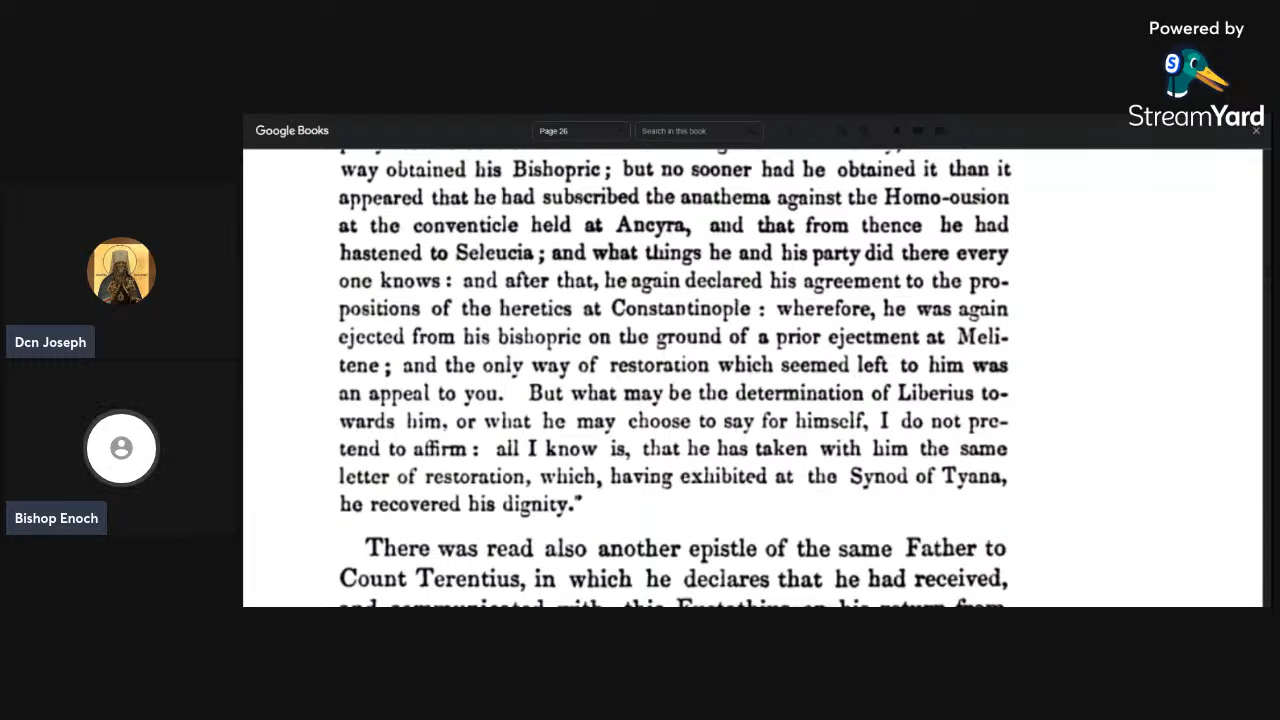 Powered by
StreamYard
Google Books
Page 26
Search in this book
way obtained his Bishopric; but no sooner had he obtained it than it
appeared that he had subscribed the anathema against the Homo-ousion
at the conventicle held at Ancyra, and that from thence he had
hastened to Seleucia; and what things he and his party did there every
one knows: and after that, he again declared his agreement to the pro-
positions of the heretics at Constantinople: wherefore, he was again
ejected from his bishopric on the ground of a prior ejectment at Meli-
tene; and the only way of restoration which seemed left to him was
an appeal to you. But what may be the determination of Liberius to-
wards him, or what he may choose to say for himself, I do not pre-
tend to affirm: all I know is, that he has taken with him the same
letter of restoration, which, having exhibited at the Synod of Tyana,
he recovered his dignity."
There was read also another epistle of the same Father to
Count Terentius, in which he declares that he had received,
Dcn Joseph
Bishop Enoch